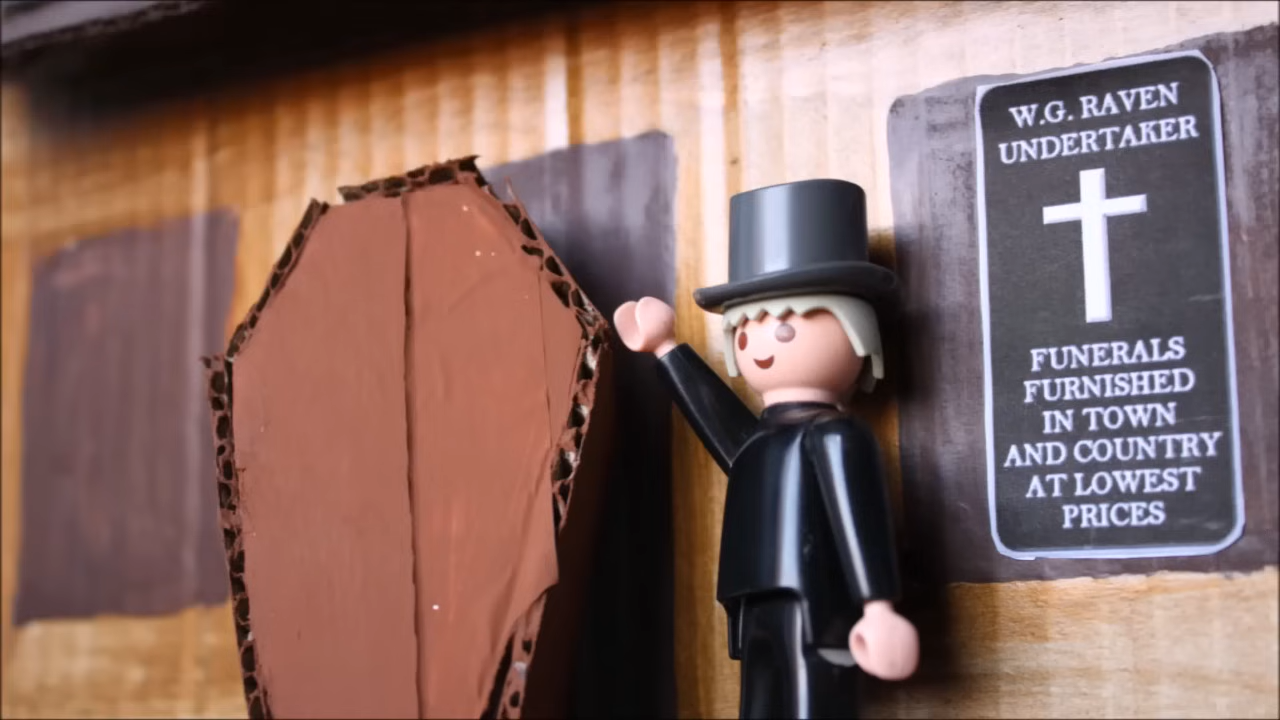 W.G. RAVEN
UNDERTAKER
FUNERALS
FURNISHED
IN TOWN
AND COUNTRY
AT LOWEST
PRICES